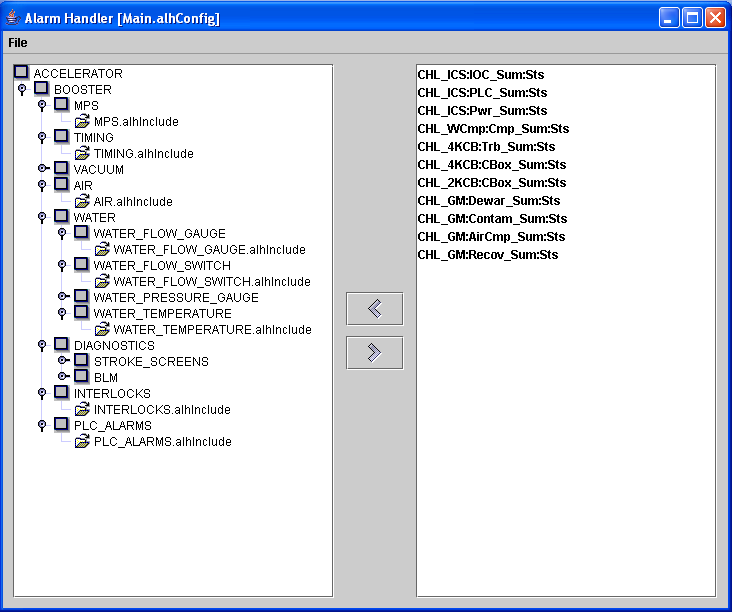 Alarm Handler [Main.alhConfig]
File
ACCELERATOR
BOOSTER
MPS
MPS.alhInclude
TIMING
TIMING.alhInclude
VACUUM
AIR
AIR.alhInclude
WATER
WATER_FLOW_GAUGE
WATER_FLOW_GAUGE.alhInclude
WATER_FLOW_SWITCH
WATER_FLOW_SWITCH.alhInclude
WATER_PRESSURE_GAUGE
WATER_TEMPERATURE
WATER_TEMPERATURE.alhInclude
DIAGNOSTICS
STROKE_SCREENS
BLM
INTERLOCKS
INTERLOCKS.alhInclude
PLC_ALARMS
PLC_ALARMS.alhInclude
CHL_ICS:IOC_Sum:Sts
CHL_ICS:PLC_Sum:Sts
CHL_ICS:Pwr_Sum:Sts
CHL_WCmp:Cmp_Sum:Sts
CHL_4KCB:Trb_Sum:Sts
CHL_4KCB:CBox_Sum:Sts
CHL_2KCB:CBox_Sum:Sts
CHL_GM:Dewar_Sum:Sts
CHL_GM:Contam_Sum:Sts
CHL_GM:AirCmp_Sum:Sts
CHL_GM:Recov_Sum:Sts